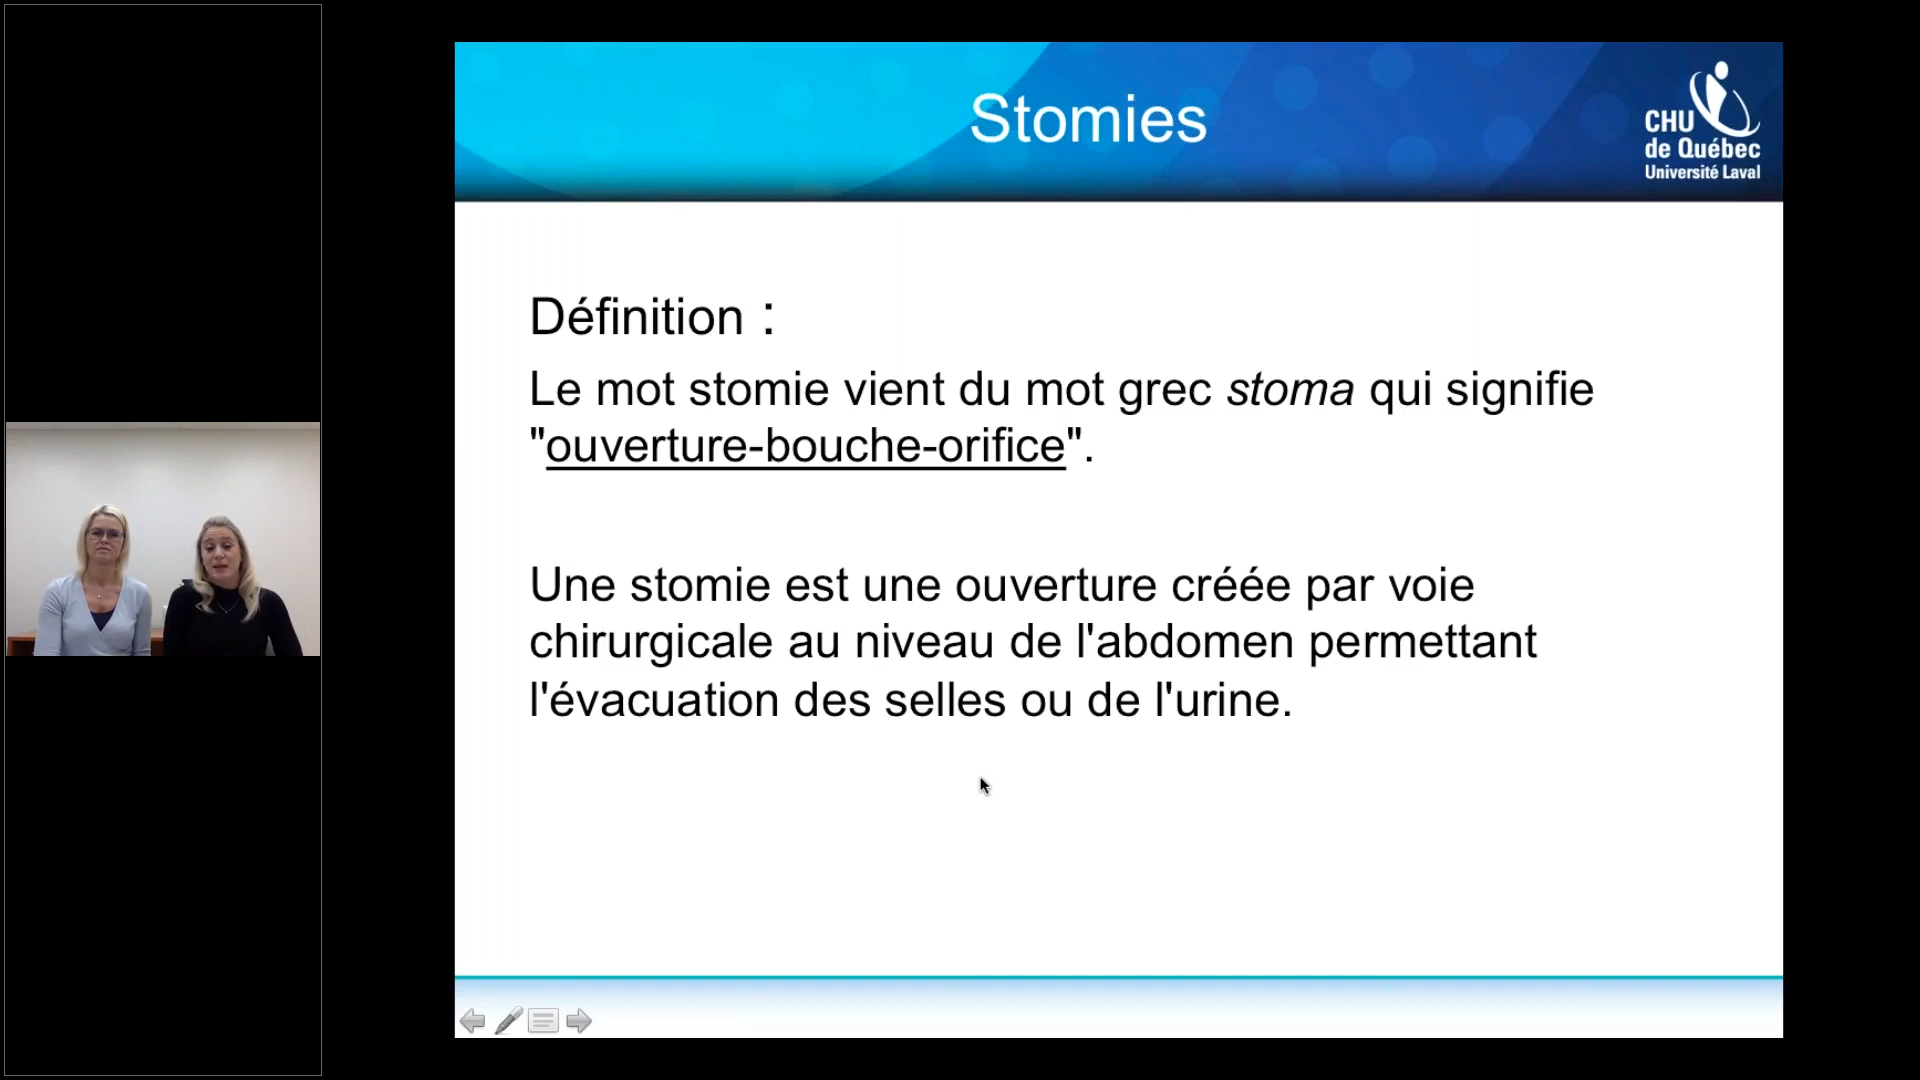 Stomies
CHU
de Québec
Université Laval
Définition :
Le mot stomie vient du mot grec stoma qui signifie
"ouverture-bouche-orifice".
Une stomie est une ouverture créée par voie
chirurgicale au niveau de l'abdomen permettant
l'évacuation des selles ou de l'urine.